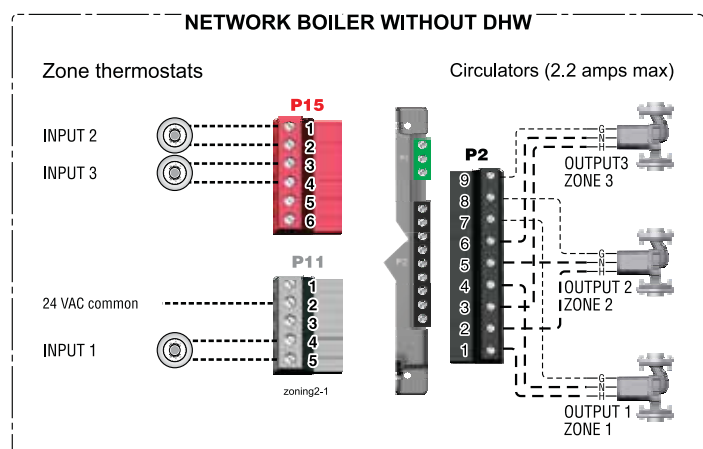 NETWORK BOILER WITHOUT DHW
Zone thermostats
Circulators (2.2 amps max)
P15
INPUT 2
INPUT 3
1
2
3
4
5
6
P11
24 VAC common
INPUT 1
1
2
3
4
5
zoning2-1
P2
9
8
7
6
5
4
3
2
1
G
N
H
OUTPUT3
ZONE 3
G
N
H
OUTPUT 2
ZONE 2
G
N
H
OUTPUT 1
ZONE 1